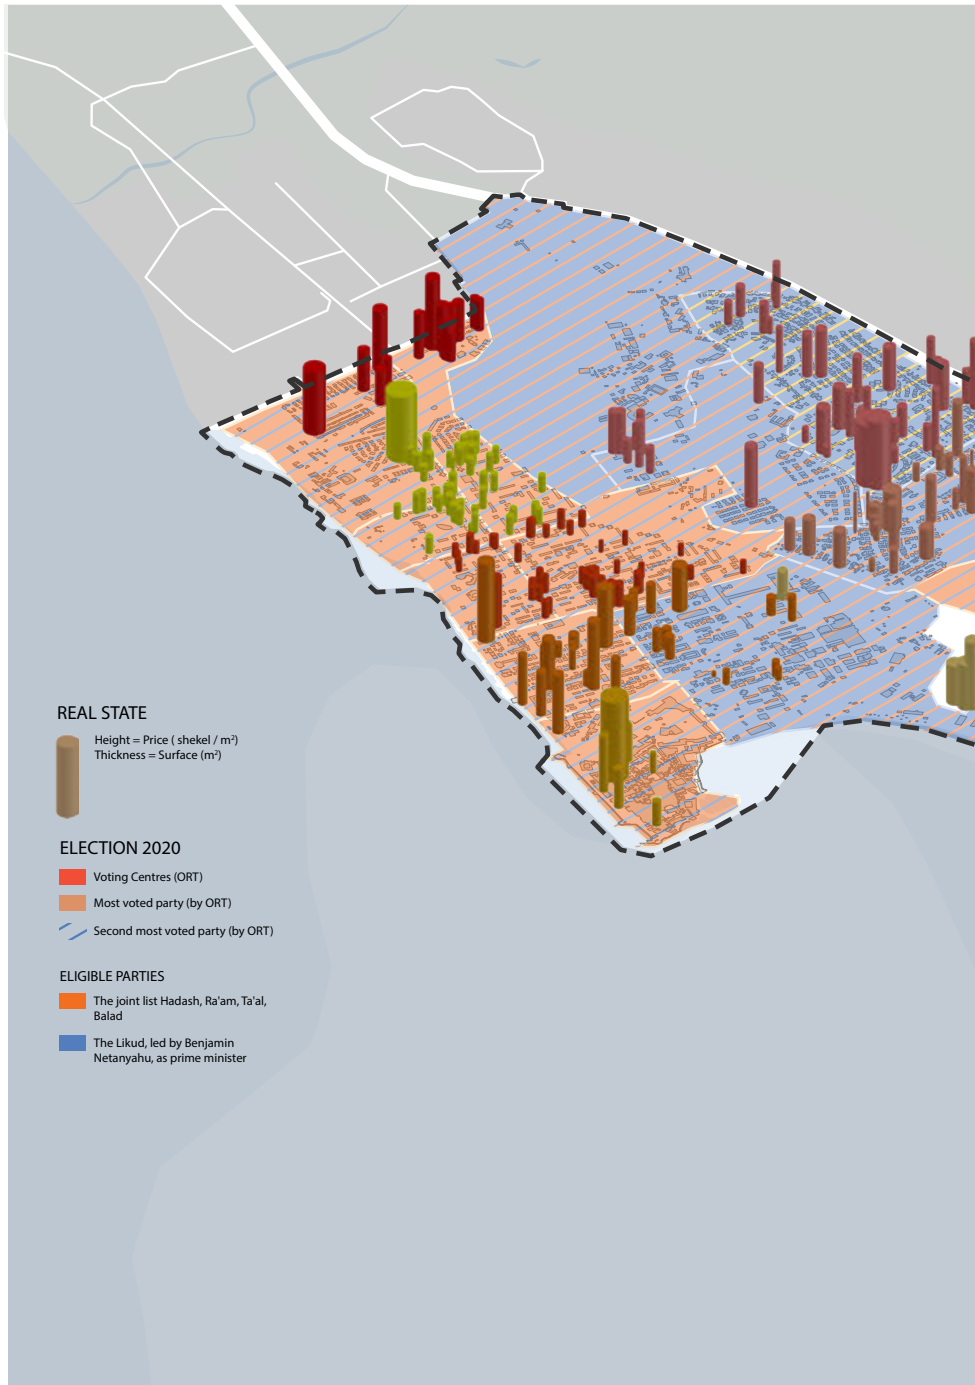 REAL STATE
Height = Price ( shekel / m²)
Thickness = Surface (m²)
ELECTION 2020
Voting Centres (ORT)
Most voted party (by ORT)
Second most voted party (by ORT)
ELIGIBLE PARTIES
The joint list Hadash, Ra'am, Ta'al,
Balad
The Likud, led by Benjamin
Netanyahu, as prime minister